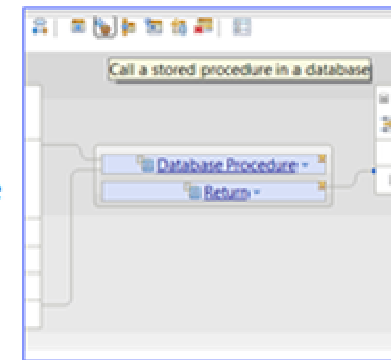 Call a stored procedure in a database
Database Procedure
Return